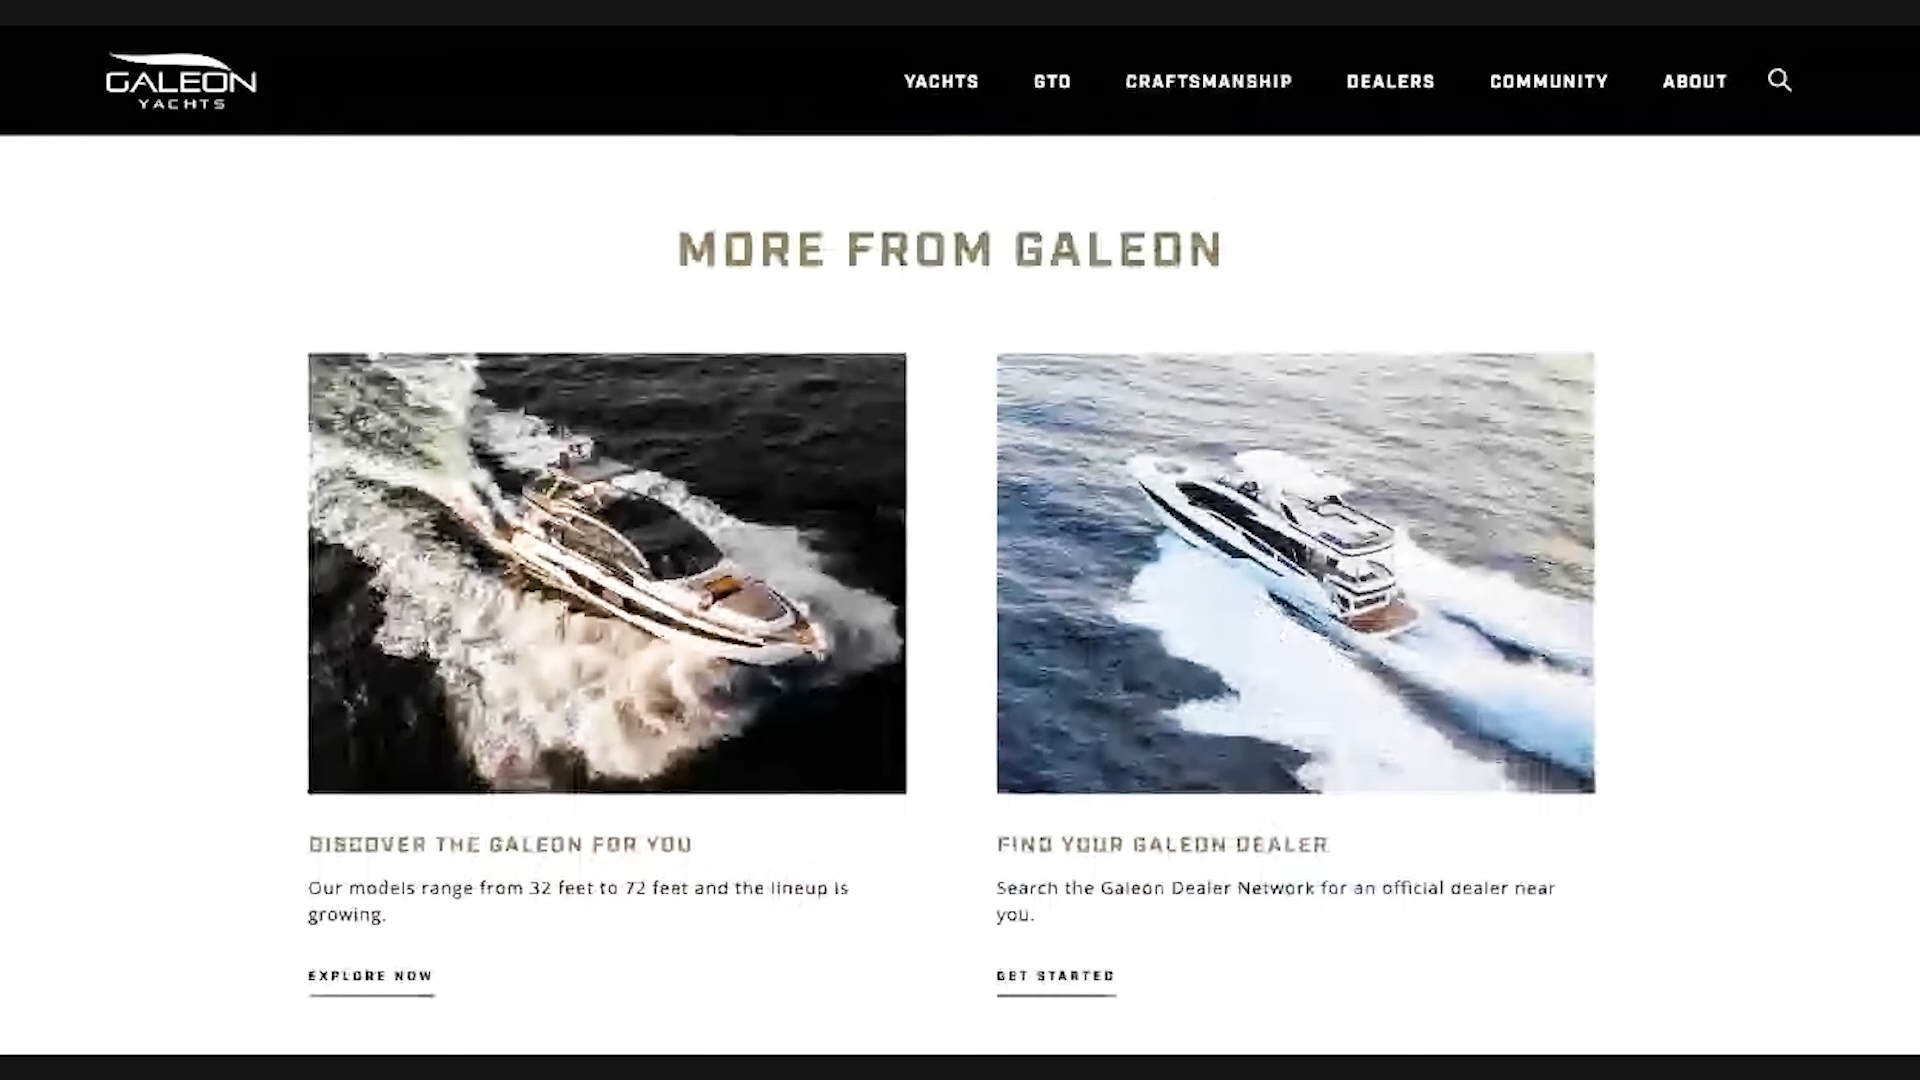 GALEON
YACHTS
YACHTS GTO CRAFTSMANSHIP DEALERS COMMUNITY ABOUT
MORE FROM GALEON
DISCOVER THE GALEON FOR YOU
Our models range from 32 feet to 72 feet and the lineup is
growing.
EXPLORE NOW
FIND YOUR GALEON DEALER
Search the Galeon Dealer Network for an official dealer near
you.
GET STARTED